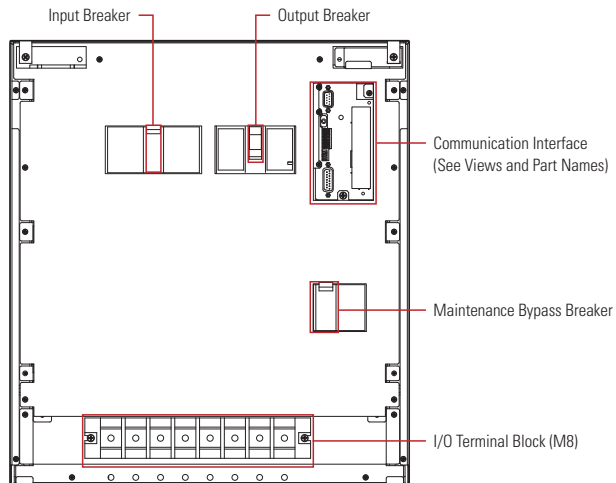 Input Breaker
Output Breaker
Communication Interface
(See Views and Part Names)
Maintenance Bypass Breaker
I/O Terminal Block (M8)